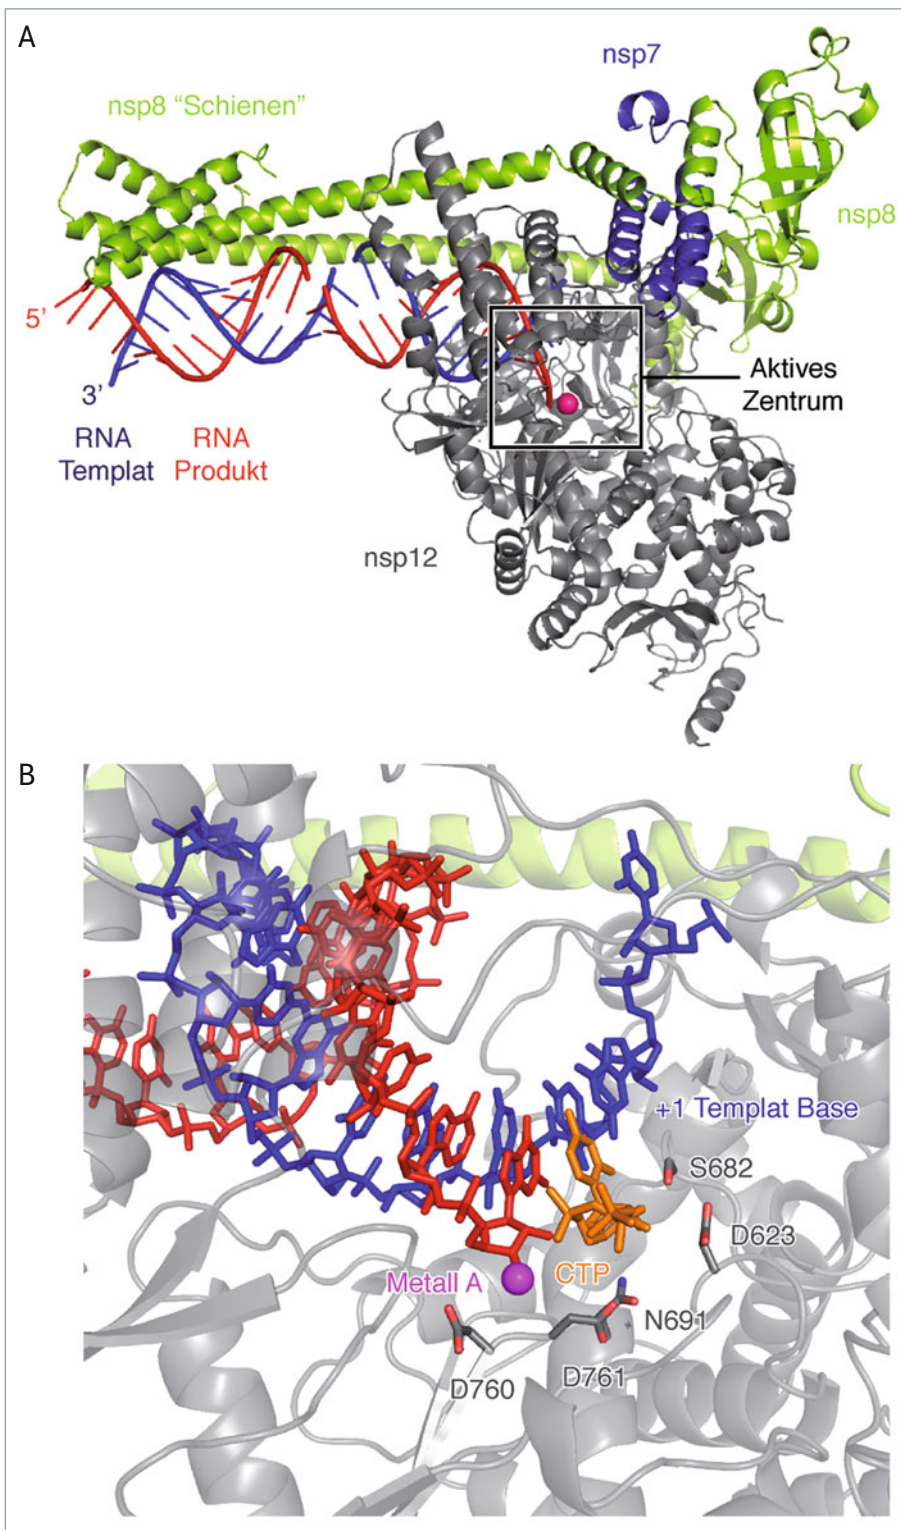 A
nsp7
nsp8 "Schienen"
nsp8
5'
3'
Aktives
Zentrum
RNA
Templat
RNA
Produkt
nsp12
B
+1 Templat Base
S682
D623
Metall A
CTP
N691
D761
D760